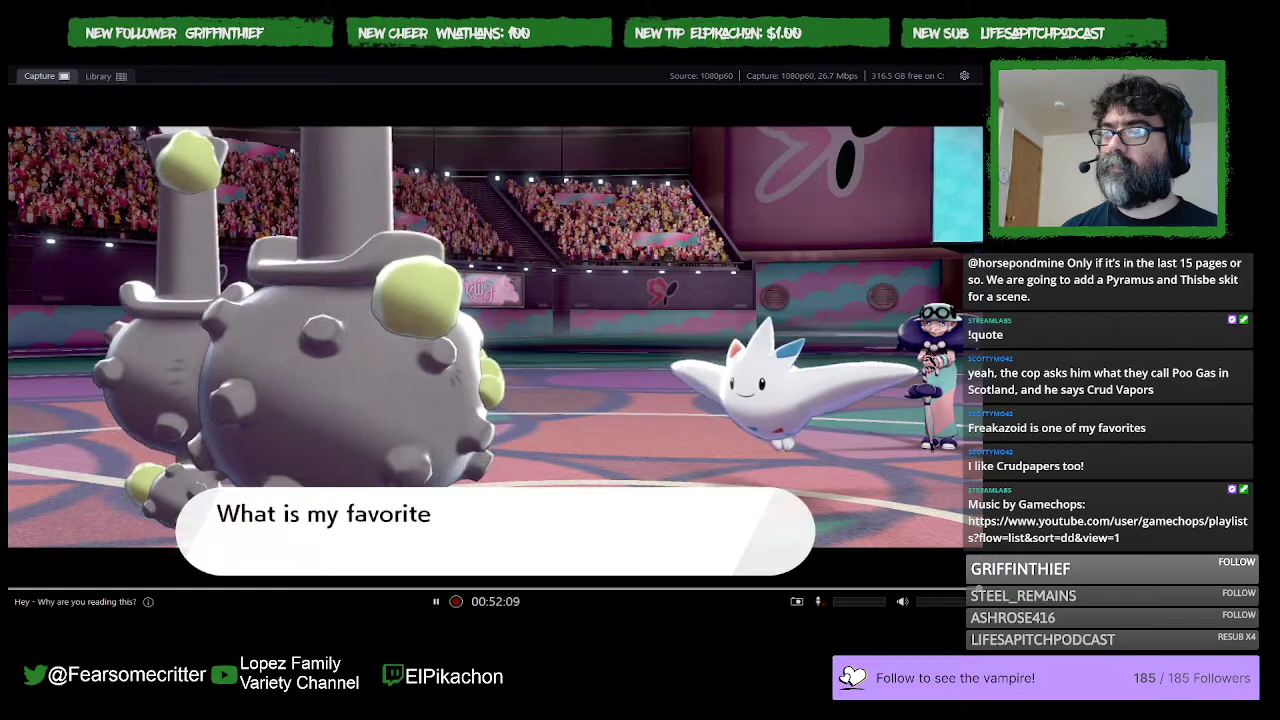 NEW FOLLOWER GRIFFINTHIEF
NEW CHEER WNATHANS: 100
NEW TIP ELPIKACHON: $1.00
NEW SUB LIFESAPITCHPODCAST
Capture
Library
Source: 1080p60
Capture: 1080p60, 26.7 Mbps
316.5 GB free on C:
@horsepondmine Only if it's in the last 15 pages or
so. We are going to add a Pyramus and Thisbe skit
for a scene.
STREAMLABS
!quote
SCOTTYMO42
yeah, the cop asks him what they call Poo Gas in
Scotland, and he says Crud Vapors
SCOTTYMO42
Freakazoid is one of my favorites
SCOTTYMO42
I like Crudpapers too!
STREAMLABS
Music by Gamechops:
https://www.youtube.com/user/gamechops/playlist
s?flow=list&sort=dd&view=1
What is my favorite
GRIFFINTHIEF FOLLOW
STEEL_REMAINS FOLLOW
ASHROSE416 FOLLOW
LIFESAPITCHPODCAST RESUB X4
Hey - Why are you reading this?
00:52:09
@Fearsomecritter
Lopez Family
Variety Channel
ElPikachon
Follow to see the vampire!
185 / 185 Followers